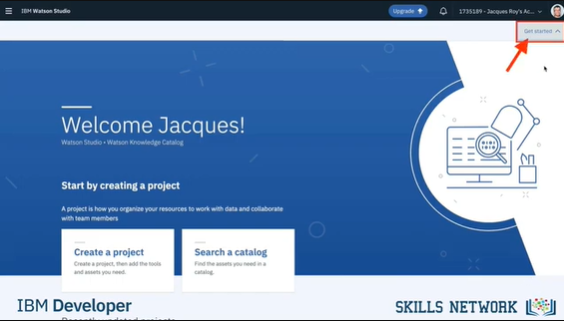 IBM Watson Studio
Upgrade
1735189 - Jacques Roy's Ac...
Get started
Welcome Jacques!
Watson Studio • Watson Knowledge Catalog
Start by creating a project
A project is how you organize your resources to work with data and collaborate
with team members
Create a project
Create a project, then add the tools
and assets you need.
Search a catalog
Find the assets you need in a
catalog.
IBM Developer
SKILLS NETWORK
Recently updated projects